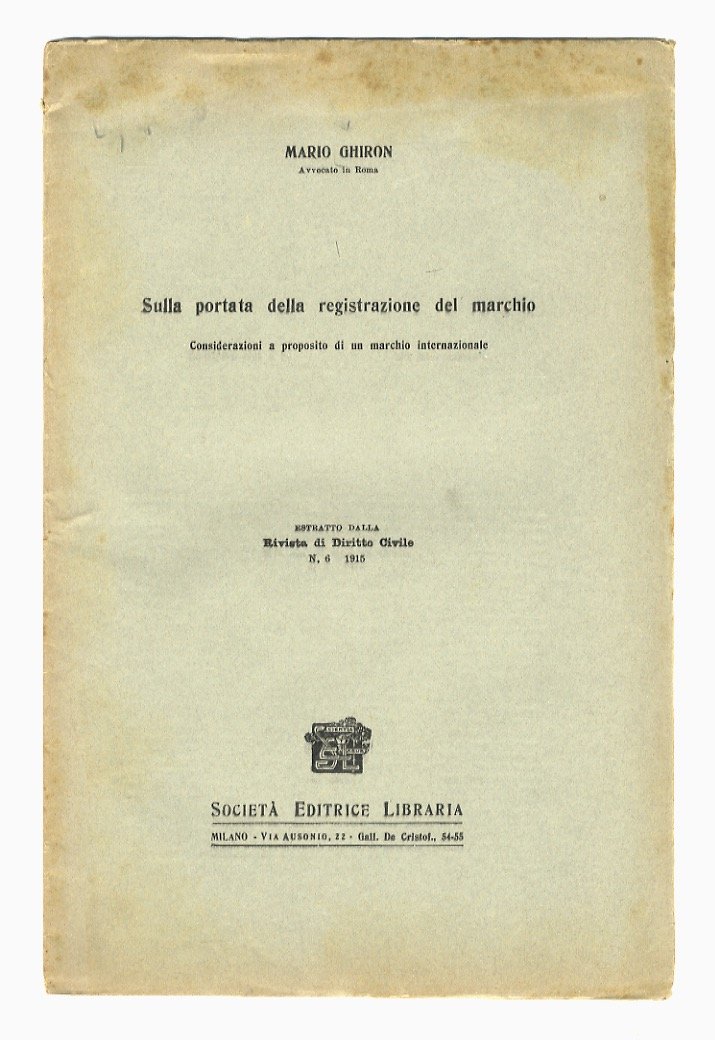 MARIO GHIRON
Avvocato in Roma
Sulla portata della registrazione del marchio
Considerazioni a proposito di un marchio internazionale
ESTRATTO DALLA
Rivista di Diritto Civile
N. 6 1915
SOCIETÀ EDITRICE LIBRARIA
MILANO - VIA AUSONIO, 22 - Gall. De Cristof., 54-55